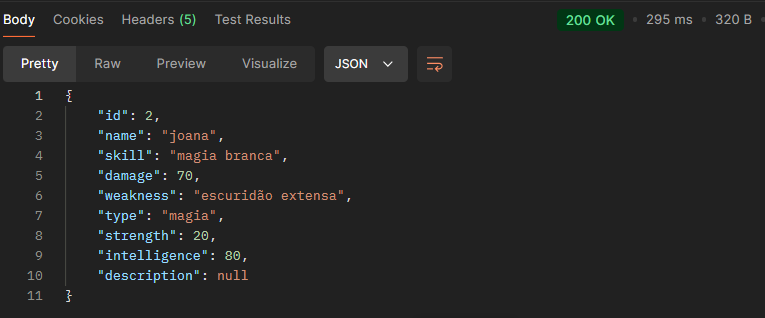 Body Cookies Headers (5) Test Results 200 OK 295 ms 320 B
Pretty Raw Preview Visualize JSON
1 {
2 "id": 2,
3 "name": "joana",
4 "skill": "magia branca",
5 "damage": 70,
6 "weakness": "escuridão extensa",
7 "type": "magia",
8 "strength": 20,
9 "intelligence": 80,
10 "description": null
11 }